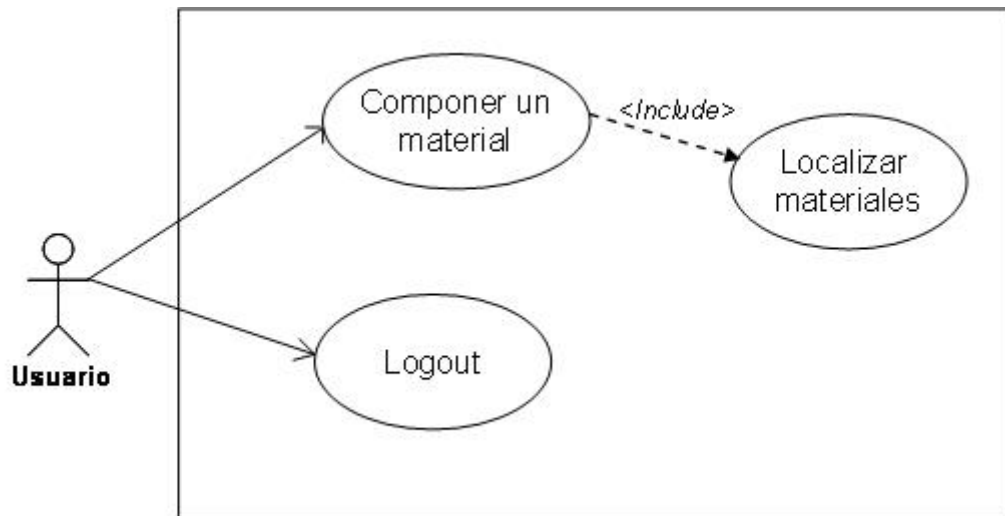 Componer un
material
<Include>
Localizar
materiales
Logout
Usuario